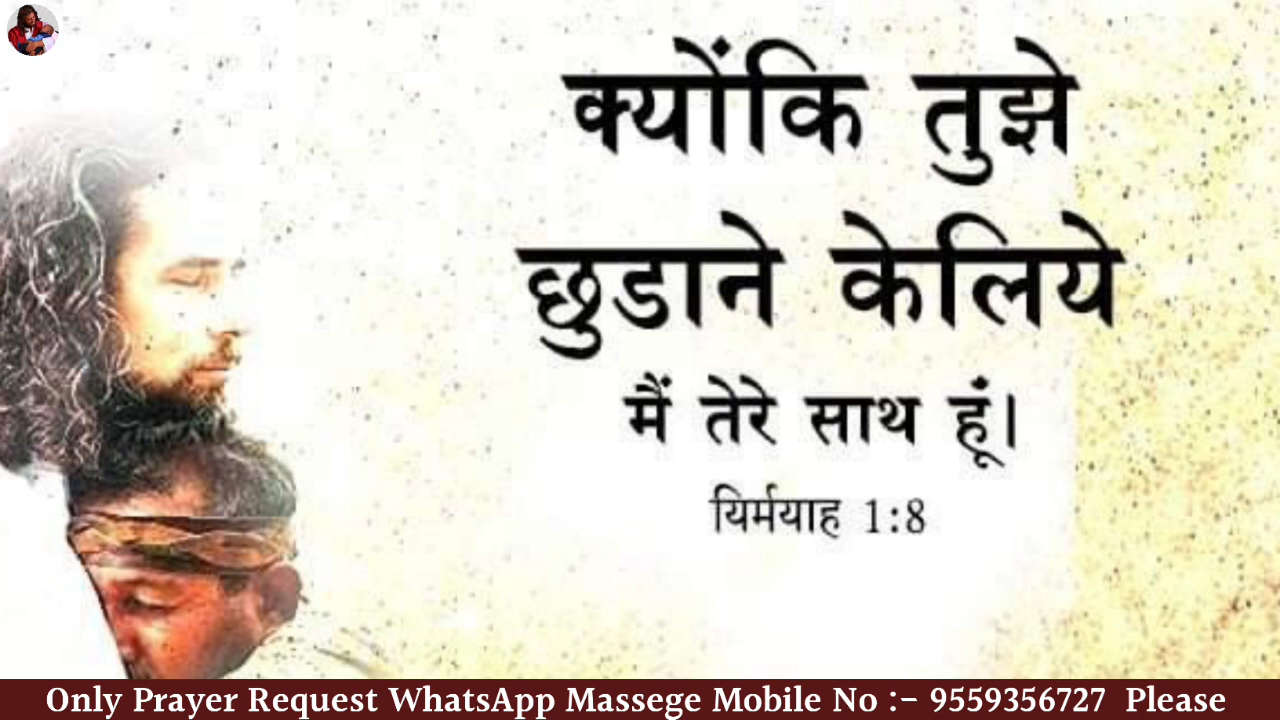 क्योंकि तुझे
छुडाने केलिये
मैं तेरे साथ हूं।
यिर्मयाह 1:8
Only Prayer Request WhatsApp Massege Mobile No :- 9559356727 Please